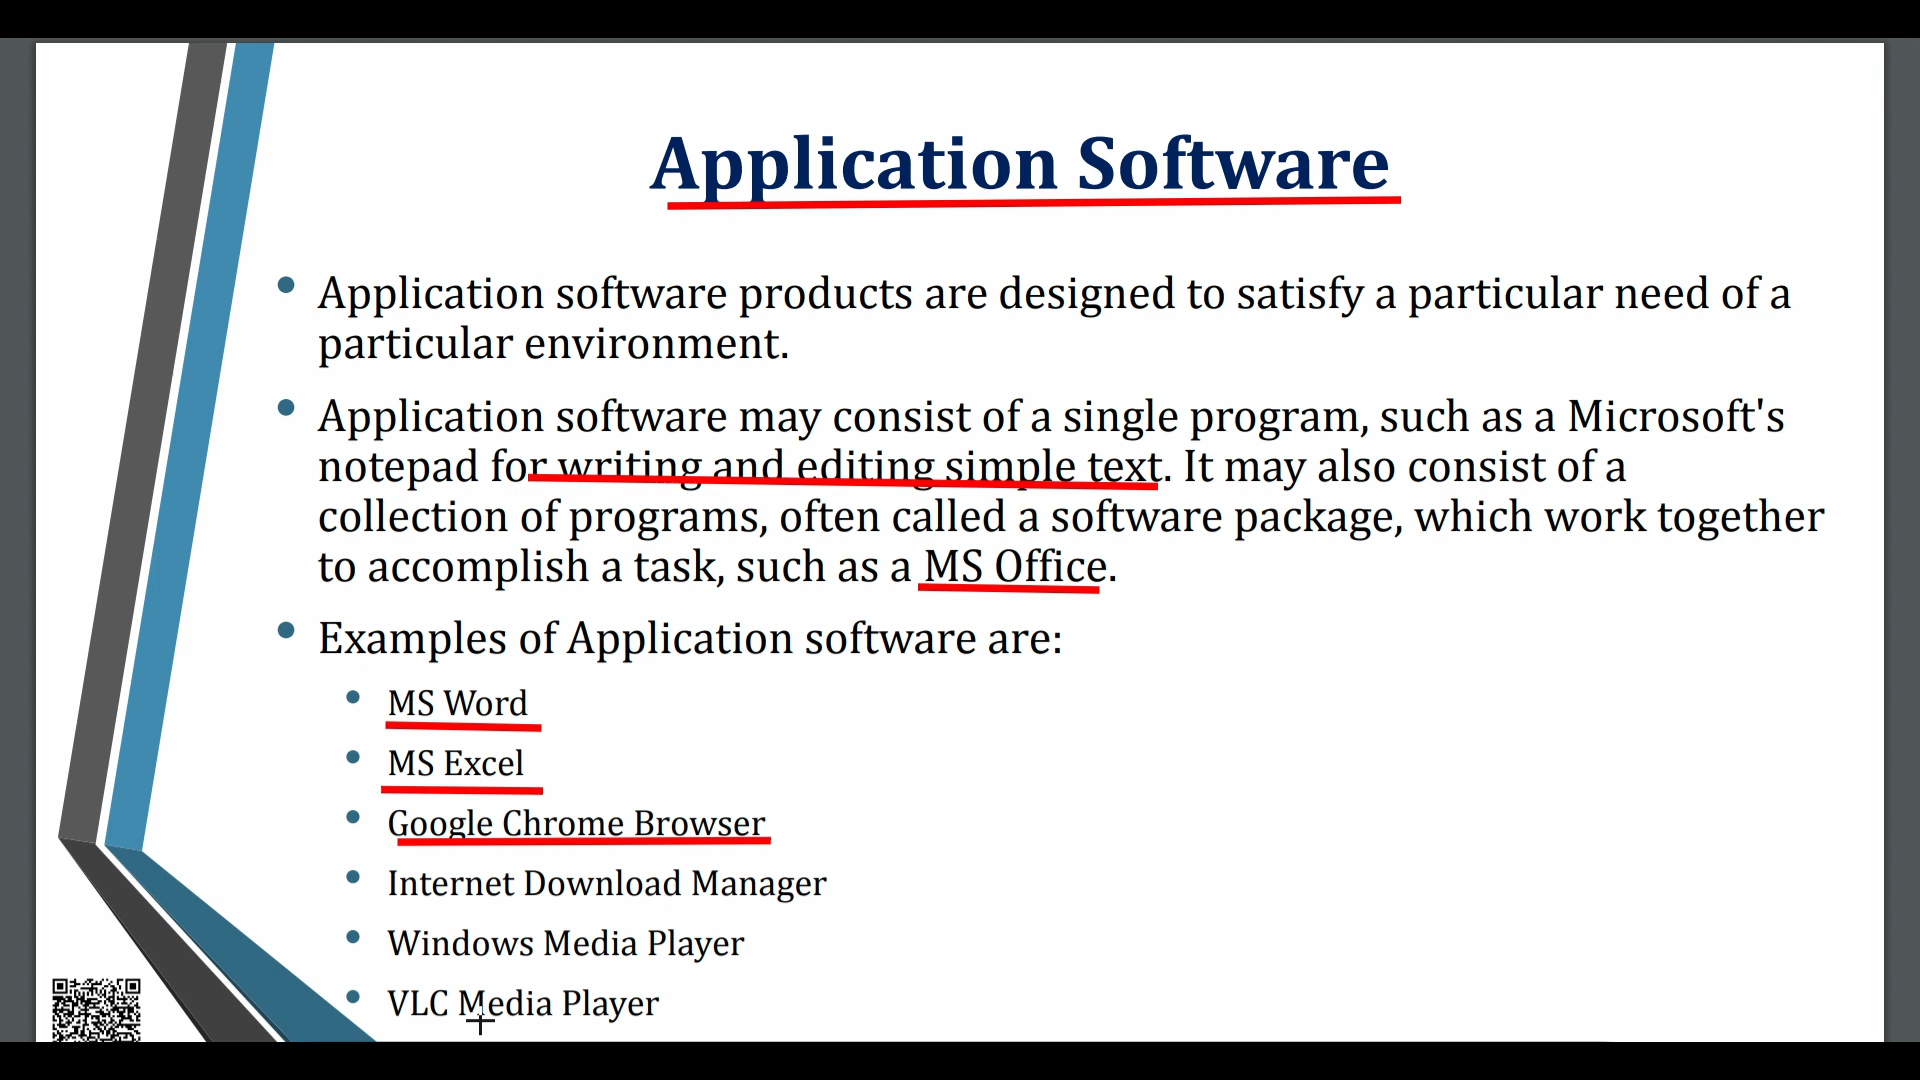 Application Software
Application software products are designed to satisfy a particular need of a
particular environment.
Application software may consist of a single program, such as a Microsoft's
notepad for writing and editing simple text. It may also consist of a
collection of programs, often called a software package, which work together
to accomplish a task, such as a MS Office.
Examples of Application software are:
MS Word
MS Excel
Google Chrome Browser
Internet Download Manager
Windows Media Player
VLC Media Player